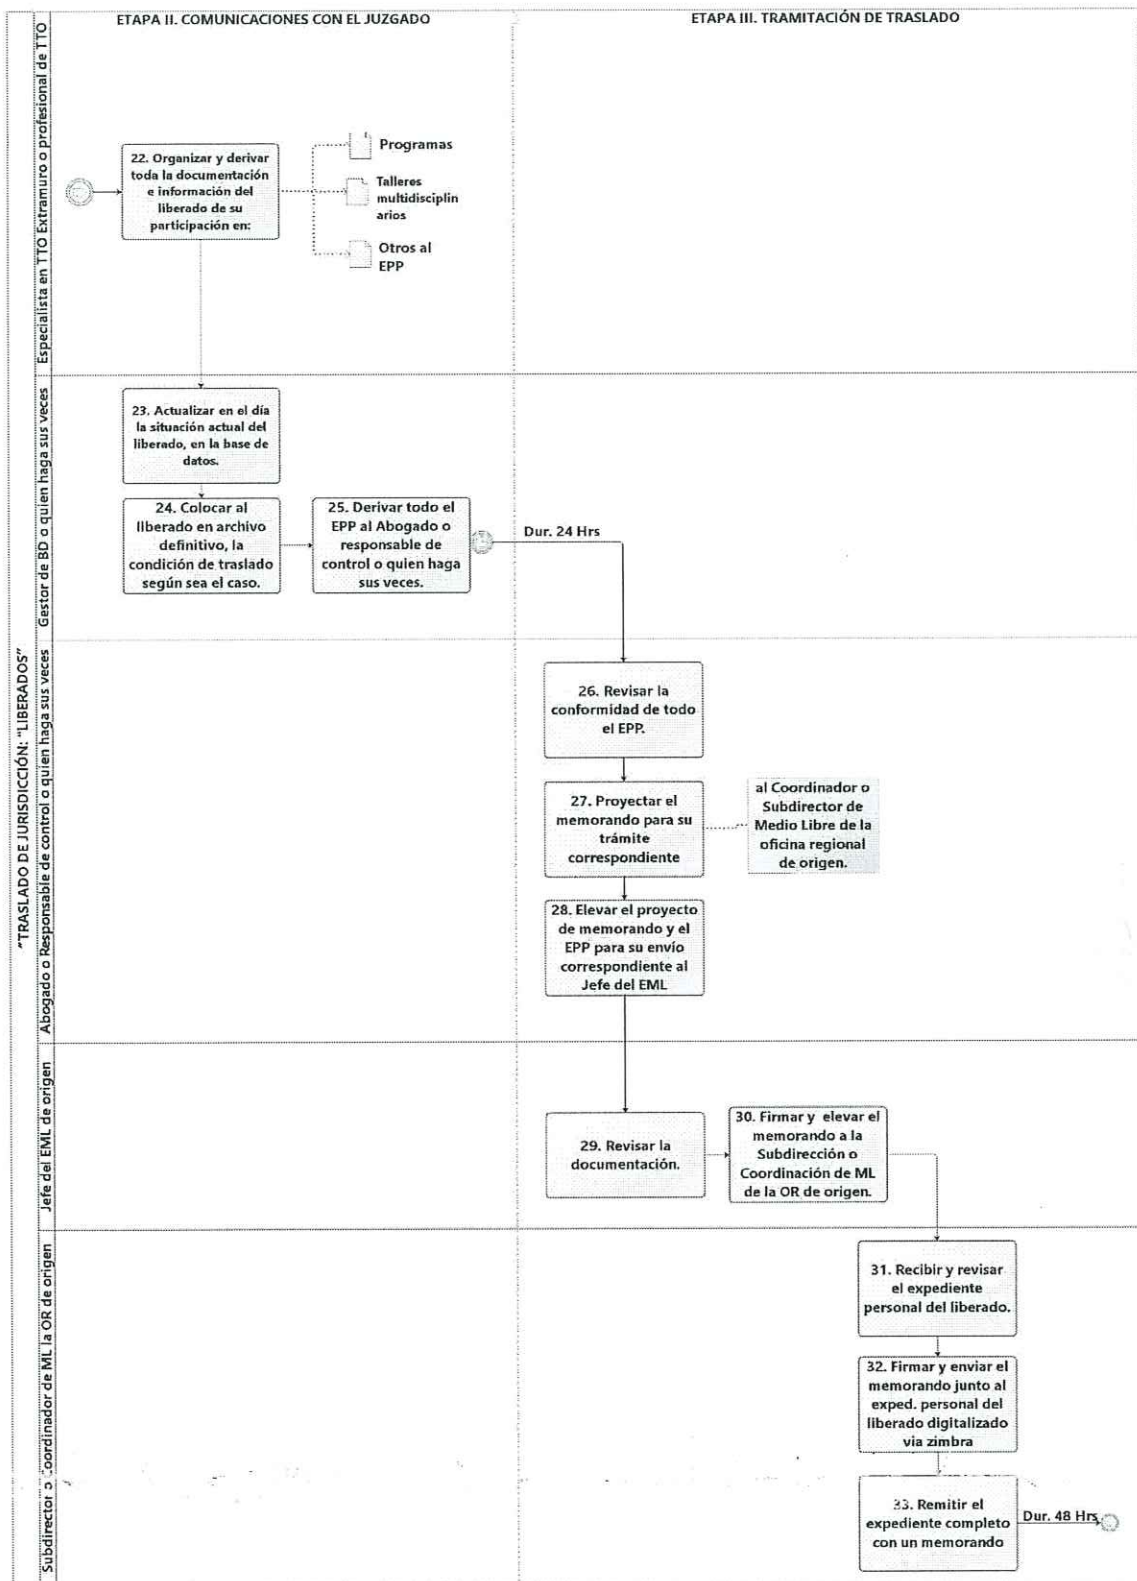 ETAPA II. COMUNICACIONES CON EL JUZGADO
ETAPA III. TRAMITACIÓN DE TRASLADO
"TRASLADO DE JURISDICCIÓN: "LIBERADOS"
Especialista en TTO Extramuro o profesional de TTO
22. Organizar y derivar
toda la documentación
e información del
liberado de su
participación en:
Programas
Talleres
multidisciplin
arios
Otros al
EPP
Gestor de BD o quien haga sus veces
23. Actualizar en el día
la situación actual del
liberado, en la base de
datos.
24. Colocar al
liberado en archivo
definitivo, la
condición de traslado
según sea el caso.
25. Derivar todo el
EPP al Abogado o
responsable de
control o quien haga
sus veces.
Dur. 24 Hrs
Abogado o Responsable de control o quien haga sus veces
26. Revisar la
conformidad de todo
el EPP.
27. Proyectar el
memorando para su
trámite
correspondiente
al Coordinador o
Subdirector de
Medio Libre de la
oficina regional
de origen.
28. Elevar el proyecto
de memorando y el
EPP para su envío
correspondiente al
Jefe del EML
Jefe del EML de origen
29. Revisar la
documentación.
30. Firmar y elevar el
memorando a la
Subdirección o
Coordinación de ML
de la OR de origen.
Subdirector o Coordinador de ML la OR de origen
31. Recibir y revisar
el expediente
personal del liberado.
32. Firmar y enviar el
memorando junto al
exped. personal del
liberado digitalizado
via zimbra
33. Remitir el
expediente completo
con un memorando
Dur. 48 Hrs